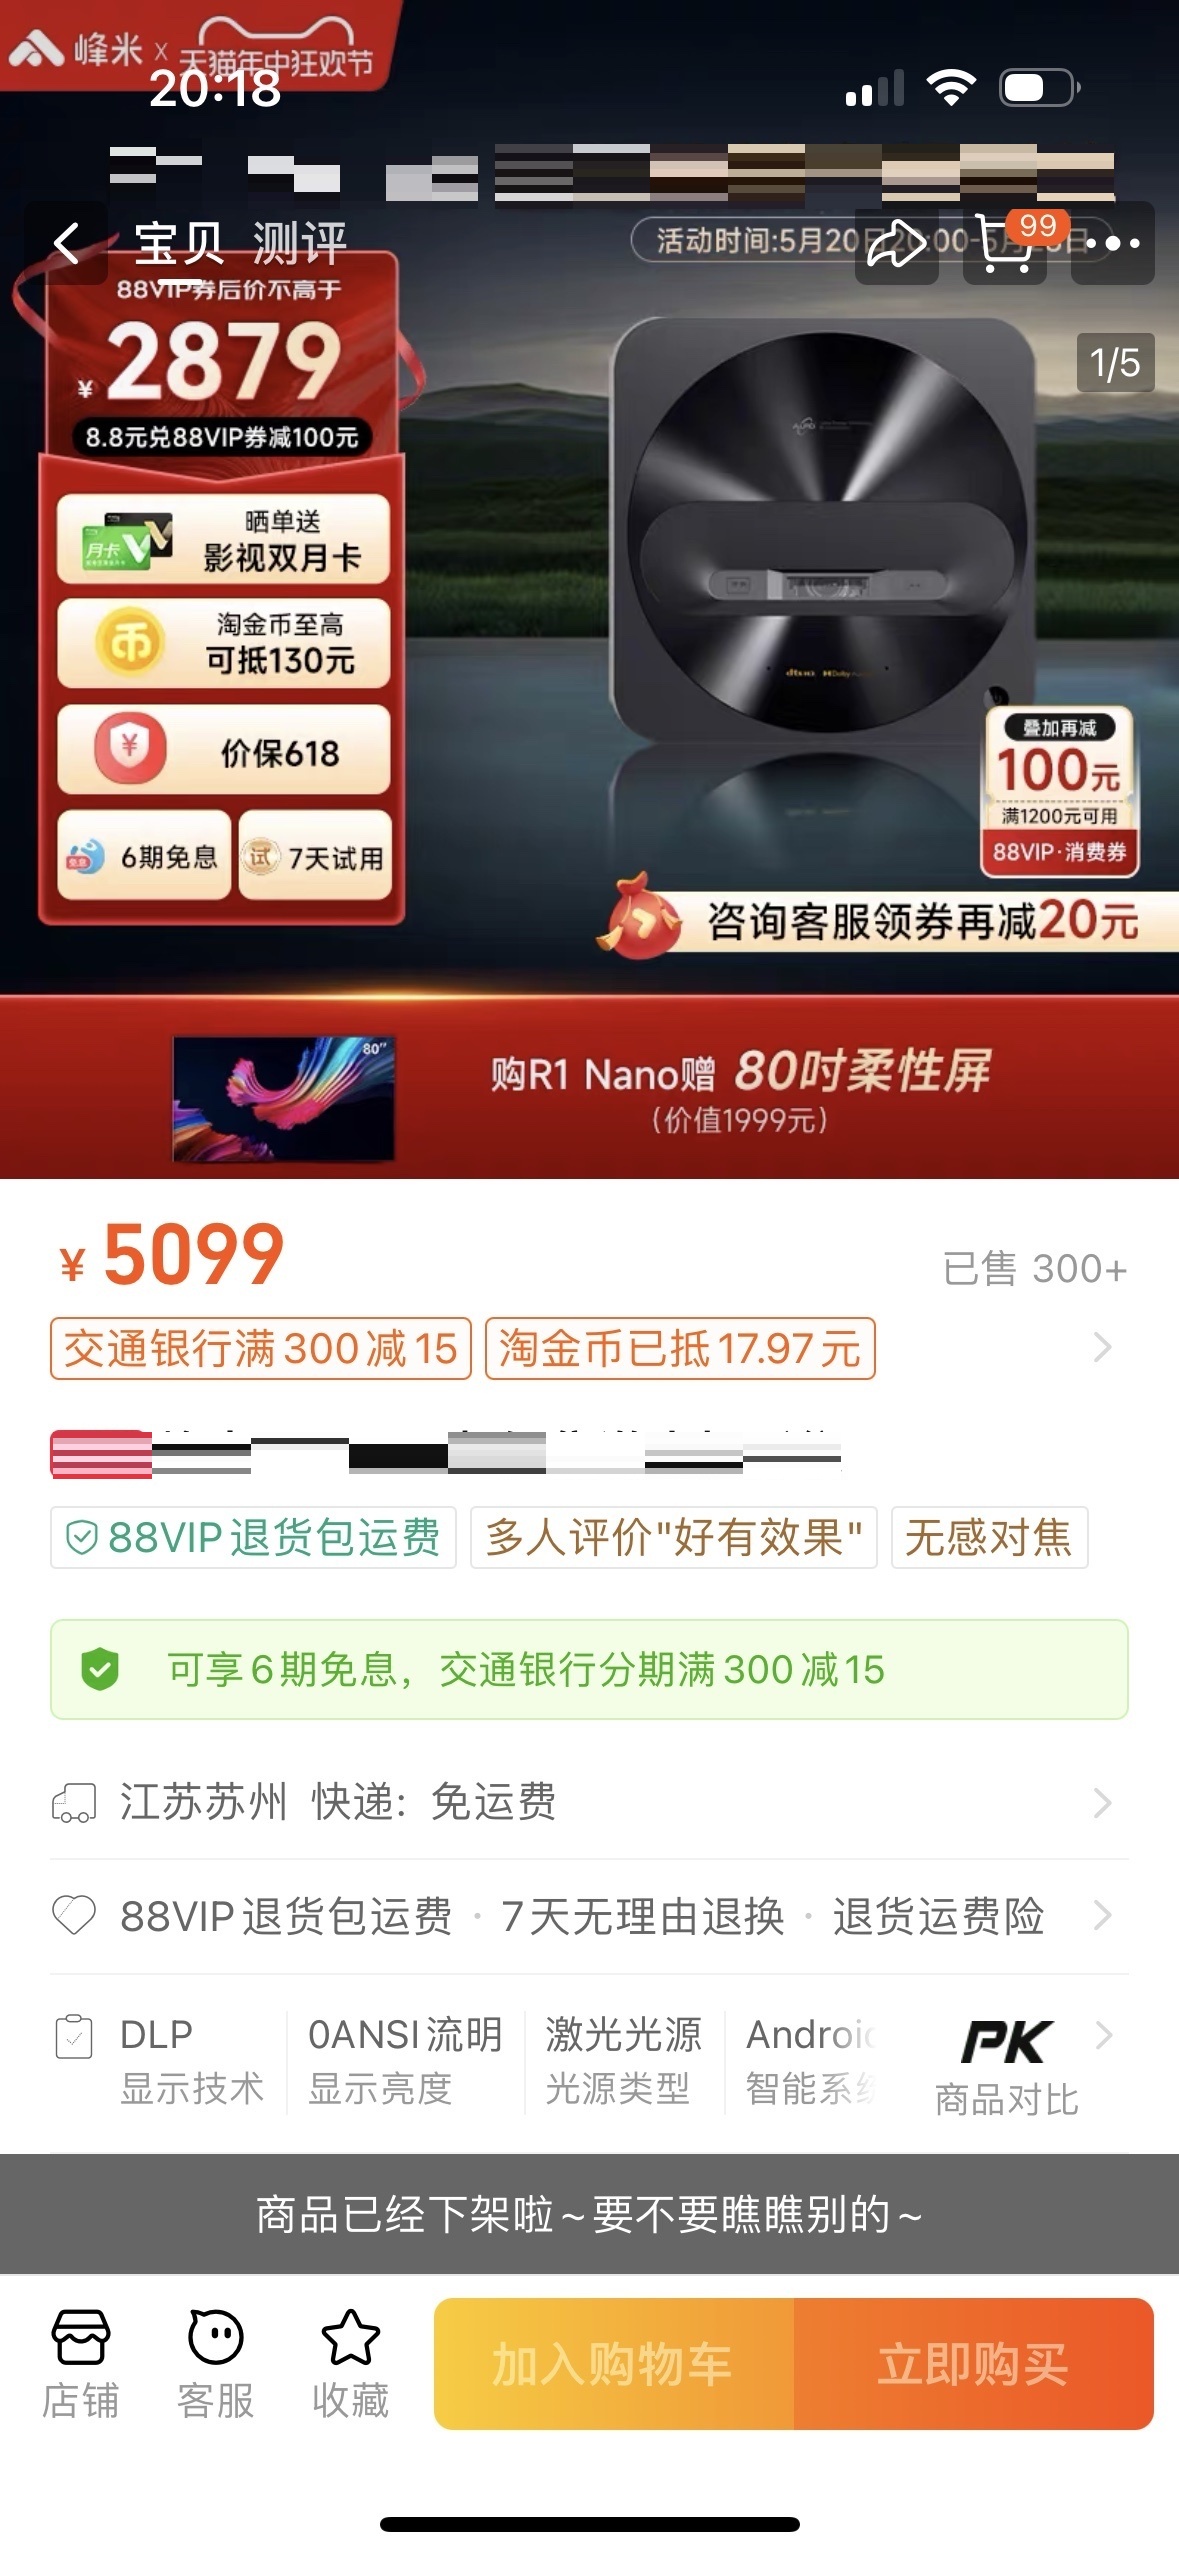 峰米 x 天猫年中狂欢节
20:18
宝贝 测评
99
活动时间:5月20日20:00-
1/5
88VIP券后价不高于
¥2879
8.8元兑88VIP券减100元
晒单送
影视双月卡
月卡
淘金币至高
可抵130元
币
价保618
¥
6期免息
免息
试
7天试用
叠加再减
100元
满1200元可用
88VIP·消费券
咨询客服领券再减20元
80"
购R1 Nano赠 80吋柔性屏
(价值1999元)
¥5099
已售 300+
交通银行满300减15
淘金币已抵17.97元
88VIP退货包运费
多人评价"好有效果"
无感对焦
可享6期免息，交通银行分期满300减15
江苏苏州 快递: 免运费
88VIP退货包运费 · 7天无理由退换 · 退货运费险
DLP
显示技术
0ANSI流明
显示亮度
激光光源
光源类型
Androi
智能系
PK
商品对比
商品已经下架啦~要不要瞧瞧别的~
店铺
客服
收藏
加入购物车
立即购买